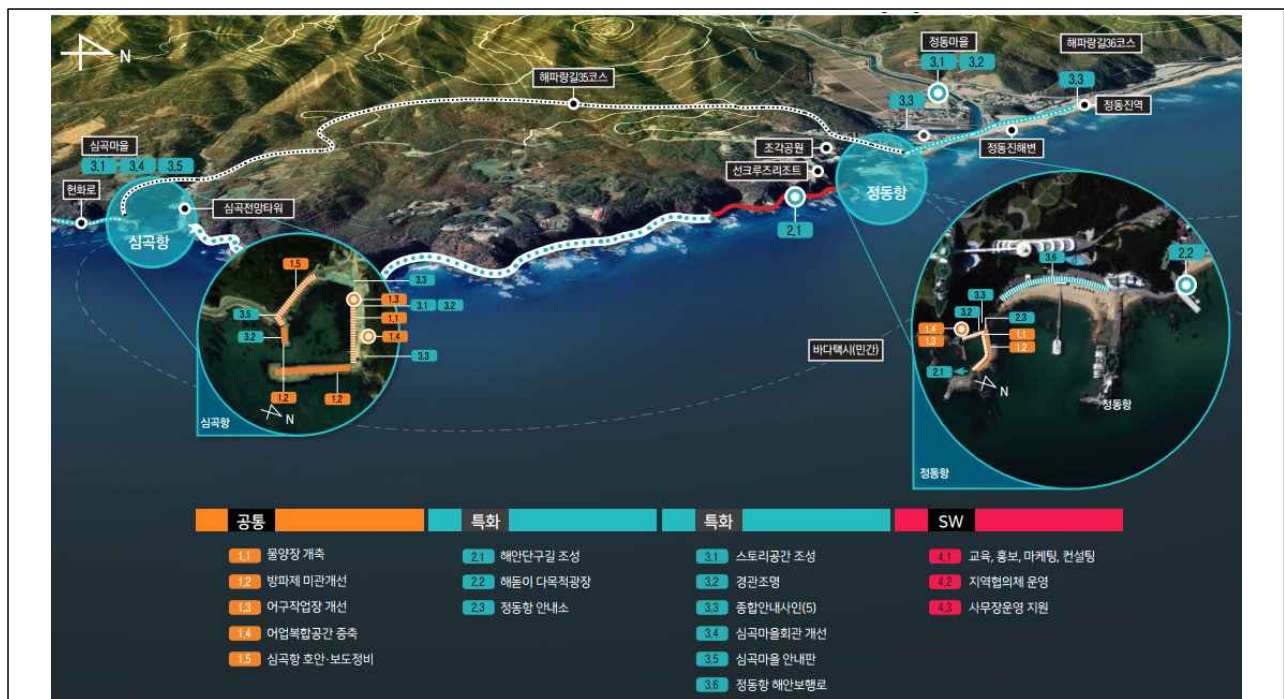 N
정동마을
3.1 3.2
해파랑길36코스
3.3
해파랑길35코스
3.3
정동진역
심곡마을
3.1 3.4 3.5
조각공원
정동진해변
헌화로
선크루즈리조트
심곡전망타워
정동항
심곡항
2.1
1.5
3.3
3.6
2.2
1.3
3.1 3.2
3.5
1.1
3.3
3.2
2.3
3.2
1.4
1.4
1.1
1.3
1.2
3.3
바다택시(민간)
2.1
1.2
1.2
N
정동항
N
심곡항
정동항
공통
1.1 물양장 개축
1.2 방파제 미관개선
1.3 어구작업장 개선
1.4 어업복합공간 증축
1.5 심곡항 호안·보도정비
특화
2.1 해안단구길 조성
2.2 해돋이 다목적광장
2.3 정동항 안내소
특화
3.1 스토리공간 조성
3.2 경관조명
3.3 종합안내사인(5)
3.4 심곡마을회관 개선
3.5 심곡마을 안내판
3.6 정동항 해안보행로
SW
4.1 교육, 홍보, 마케팅, 컨설팅
4.2 지역협의체 운영
4.3 사무장운영 지원